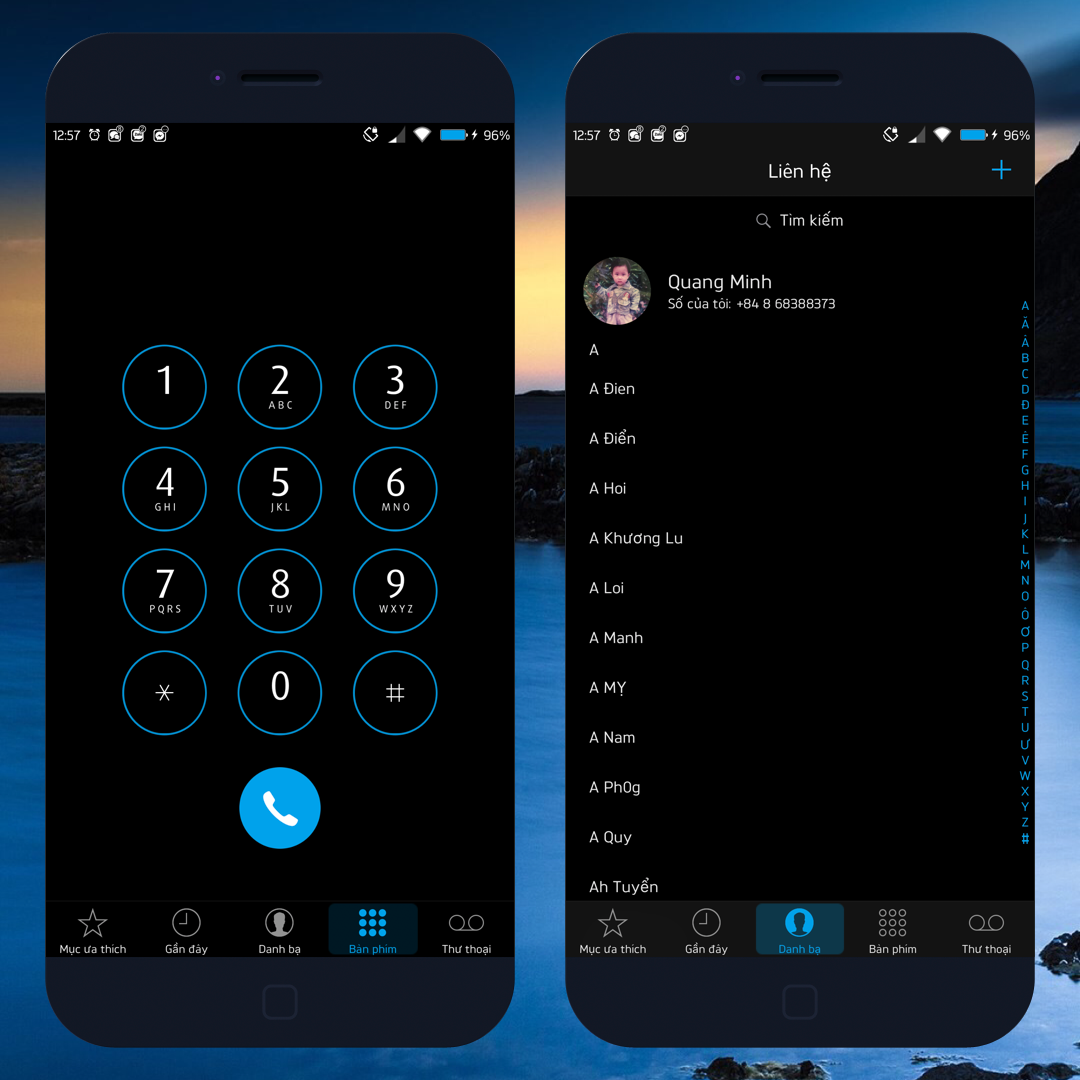 12:57 96%
1 2 3
ABC DEF
4 5 6
GHI JKL MNO
7 8 9
PQRS TUV WXYZ
* 0 #
Mục ưa thích Gần đây Danh bạ Bàn phím Thư thoại
12:57 96%
Liên hệ +
Tìm kiếm
Quang Minh
Số của tôi: +84 8 68388373
A
A Đien
A Điển
A Hoi
A Khương Lu
A Loi
A Manh
A MỴ
A Nam
A Ph0g
A Quy
Ah Tuyển
A
Ă
Â
B
C
D
Đ
E
Ê
F
G
H
I
J
K
L
M
N
O
Ô
Ơ
P
Q
R
S
T
U
Ư
V
W
X
Y
Z
#
Mục ưa thích Gần đây Danh bạ Bàn phím Thư thoại